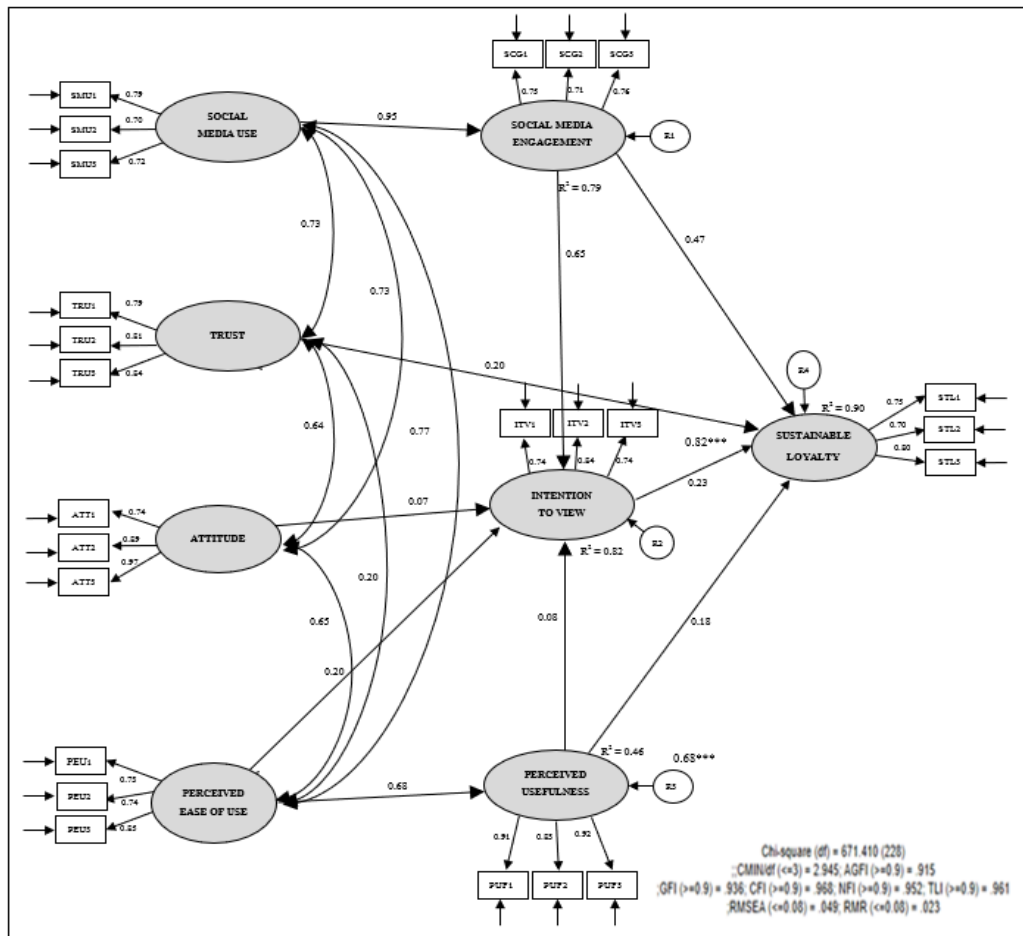 SCG1 SCG2 SCG3
0.75 0.71 0.76
SMU1 0.79
SMU2 0.70
SMU3 0.72
SOCIAL
MEDIA USE
0.95
SOCIAL MEDIA
ENGAGEMENT
R1
R² = 0.79
0.73
0.73
0.65
0.47
TRU1 0.79
TRU2 0.81
TRU3 0.84
TRUST
0.20
0.64
0.77
ITV1 ITV2 ITV3
0.74 0.84 0.74
R4
R² = 0.90
0.75 STL1
0.70 STL2
0.80 STL3
SUSTAINABLE
LOYALTY
0.82***
0.23
INTENTION
TO VIEW
R2
R² = 0.82
ATT1 0.74
ATT2 0.89
ATT3 0.97
ATTITUDE
0.07
0.20
0.65
0.20
0.08
0.18
PEU1 0.75
PEU2 0.74
PEU3 0.85
PERCEIVED
EASE OF USE
0.68
PERCEIVED
USEFULNESS
R² = 0.46
0.68***
R3
0.91 0.85 0.92
PUF1 PUF2 PUF3
Chi-square (df) = 671.410 (228)
;;CMIN/df (<=3) = 2.945; AGFI (>=0.9) = .915
;GFI (>=0.9) = .936; CFI (>=0.9) = .968; NFI (>=0.9) = .952; TLI (>=0.9) = .961
;RMSEA (<=0.08) = .049; RMR (<=0.08) = .023